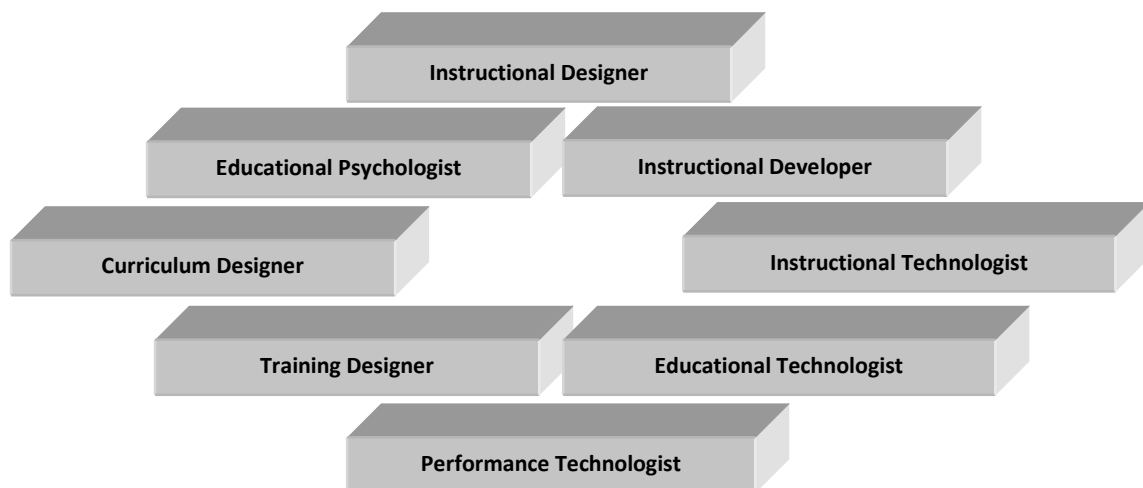 Instructional Designer
Educational Psychologist
Instructional Developer
Curriculum Designer
Instructional Technologist
Training Designer
Educational Technologist
Performance Technologist